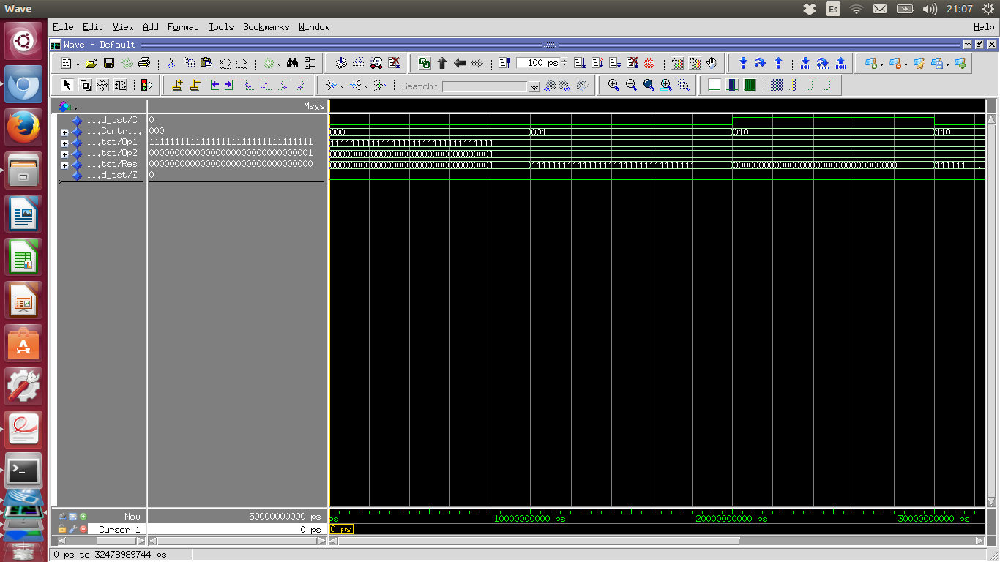 Wave
Es
21:07
File Edit View Add Format Tools Bookmarks Window Help
Wave - Default
100 ps
Search:
Msgs
...d_tst/C 0
...Contr... 000 000 001 010 110
...tst/Op1 11111111111111111111111111111111 11111111111111111111111111111111
...tst/Op2 00000000000000000000000000000001 00000000000000000000000000000001
...tst/Res 00000000000000000000000000000000 00000000000000000000000000000001 11111111111111111111111111111111 00000000000000000000000000000000 111111...
...d_tst/Z 0
Now 50000000000 ps ps 10000000000 ps 20000000000 ps 30000000000 ps
Cursor 1 0 ps 0 ps
0 ps to 32478989744 ps